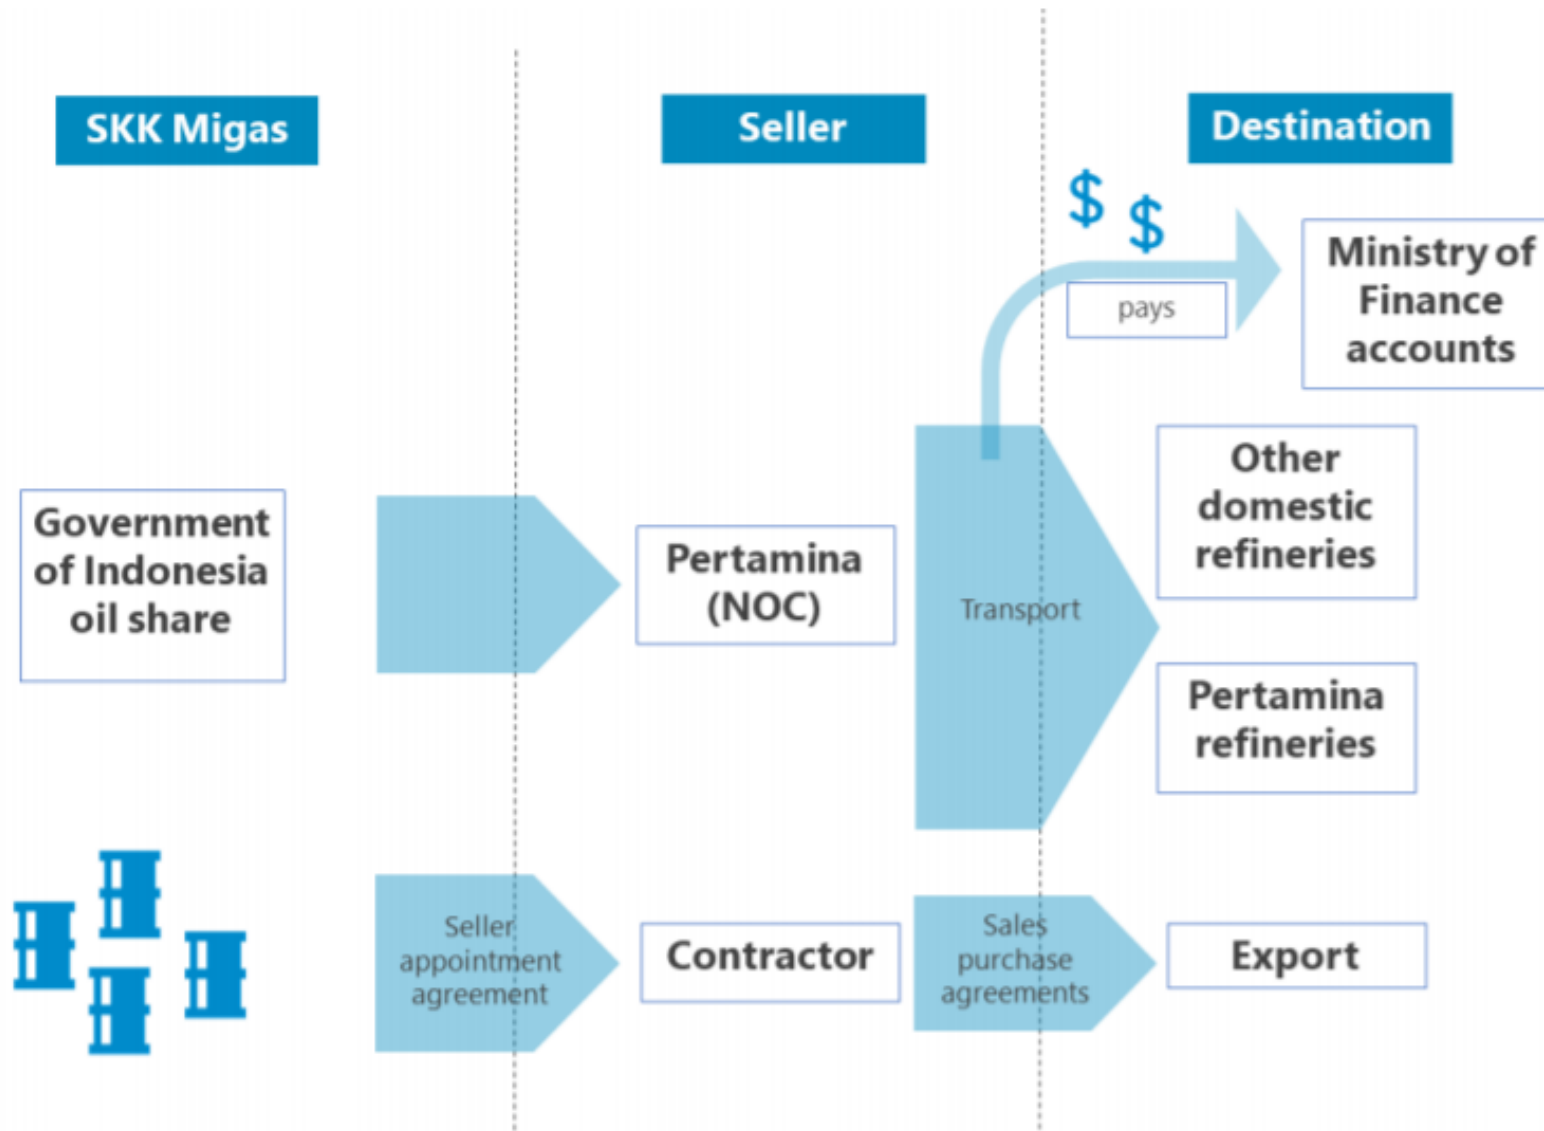 SKK Migas
Seller
Destination
$
$
Ministry of
Finance
accounts
pays
Government
of Indonesia
oil share
Pertamina
(NOC)
Transport
Other
domestic
refineries
Pertamina
refineries
Seller
appointment
agreement
Contractor
Sales
purchase
agreements
Export